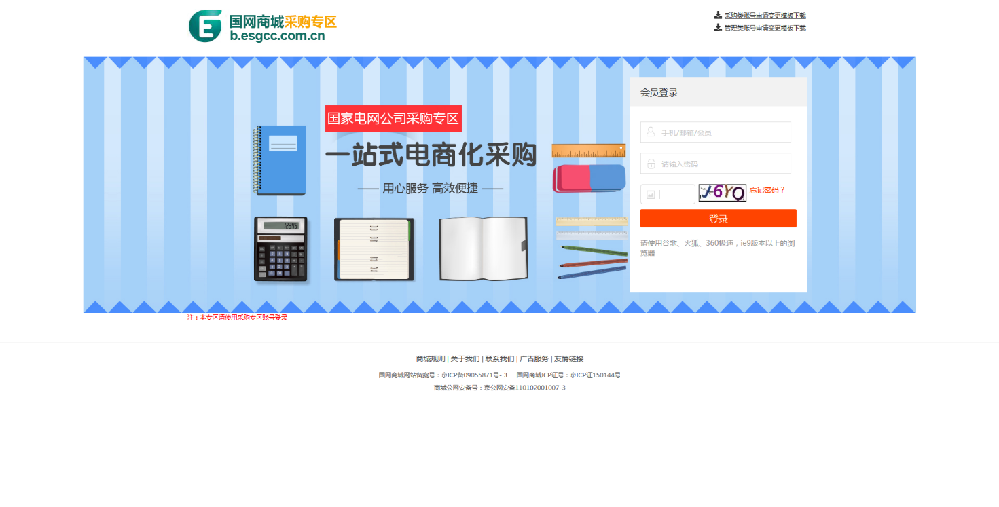 国网商城采购专区
b.esgcc.com.cn
采购类账号申请变更模板下载
管理类账号申请变更模板下载
国家电网公司采购专区
一站式电商化采购
—— 用心服务 高效便捷 ——
12345
会员登录
手机/邮箱/会员
请输入密码
J6YQ
忘记密码？
登录
请使用谷歌、火狐、360极速，ie9版本以上的浏
览器
注：本专区请使用采购专区账号登录
商城规则 | 关于我们 | 联系我们 | 广告服务 | 友情链接
国网商城网站备案号：京ICP备09055871号- 3 国网商城ICP证号：京ICP证150144号
商城公网安备号：京公网安备110102001007-3